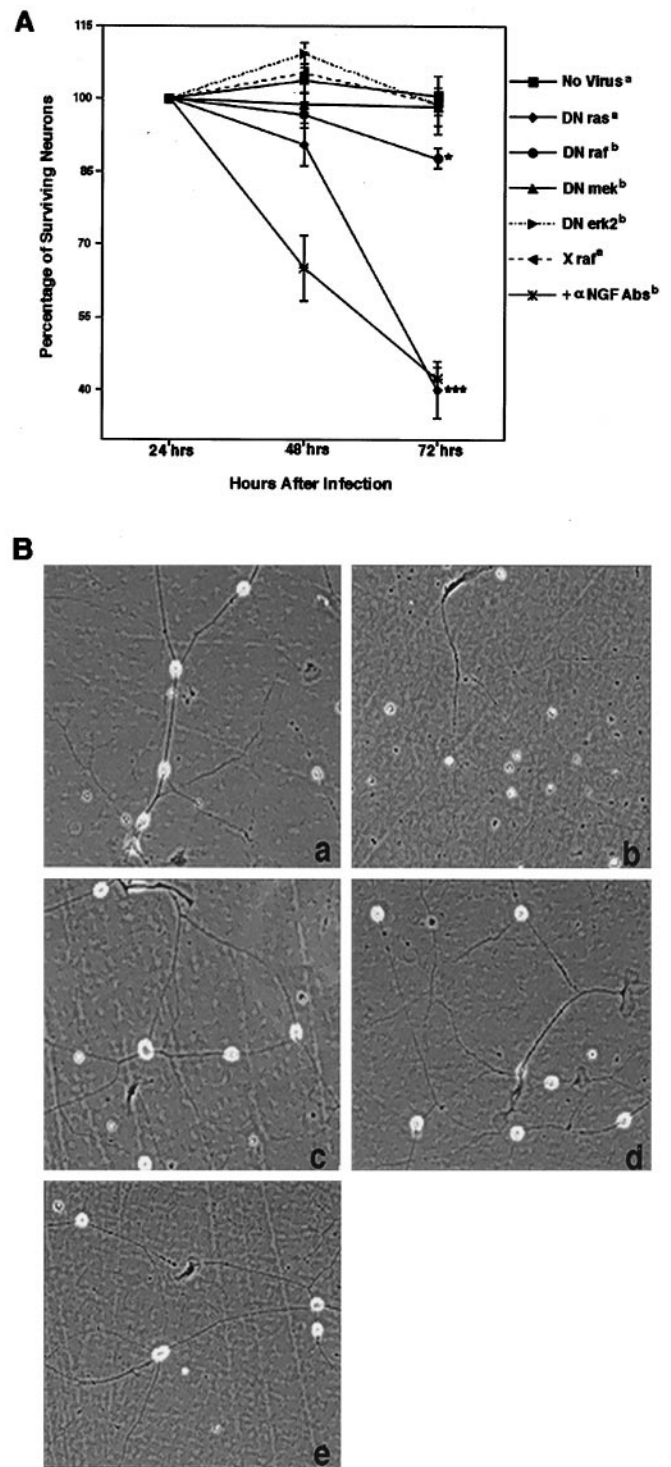 A
115
100
85
70
55
40
Percentage of Surviving Neurons
24 hrs
48 hrs
72 hrs
Hours After Infection
*
***
No Virus a
DN ras a
DN raf b
DN mek b
DN erk2 b
X raf a
+ α NGF Abs b
B
a
b
c
d
e